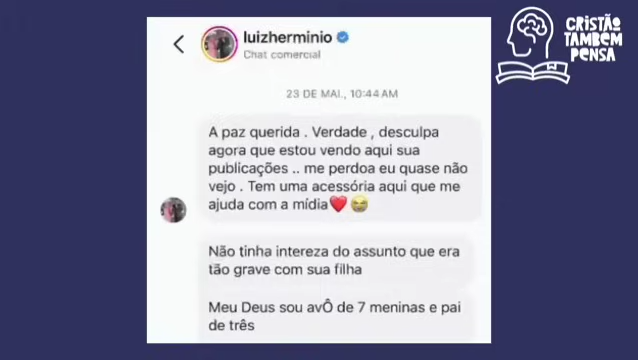 luizherminio
Chat comercial
CRISTÃO
TAMBÉM
PENSA
23 DE MAI., 10:44 AM
A paz querida . Verdade , desculpa
agora que estou vendo aqui sua
publicações .. me perdoa eu quase não
vejo . Tem uma acessória aqui que me
ajuda com a mídia❤️😂
Não tinha intereza do assunto que era
tão grave com sua filha
Meu Deus sou avÔ de 7 meninas e pai
de três